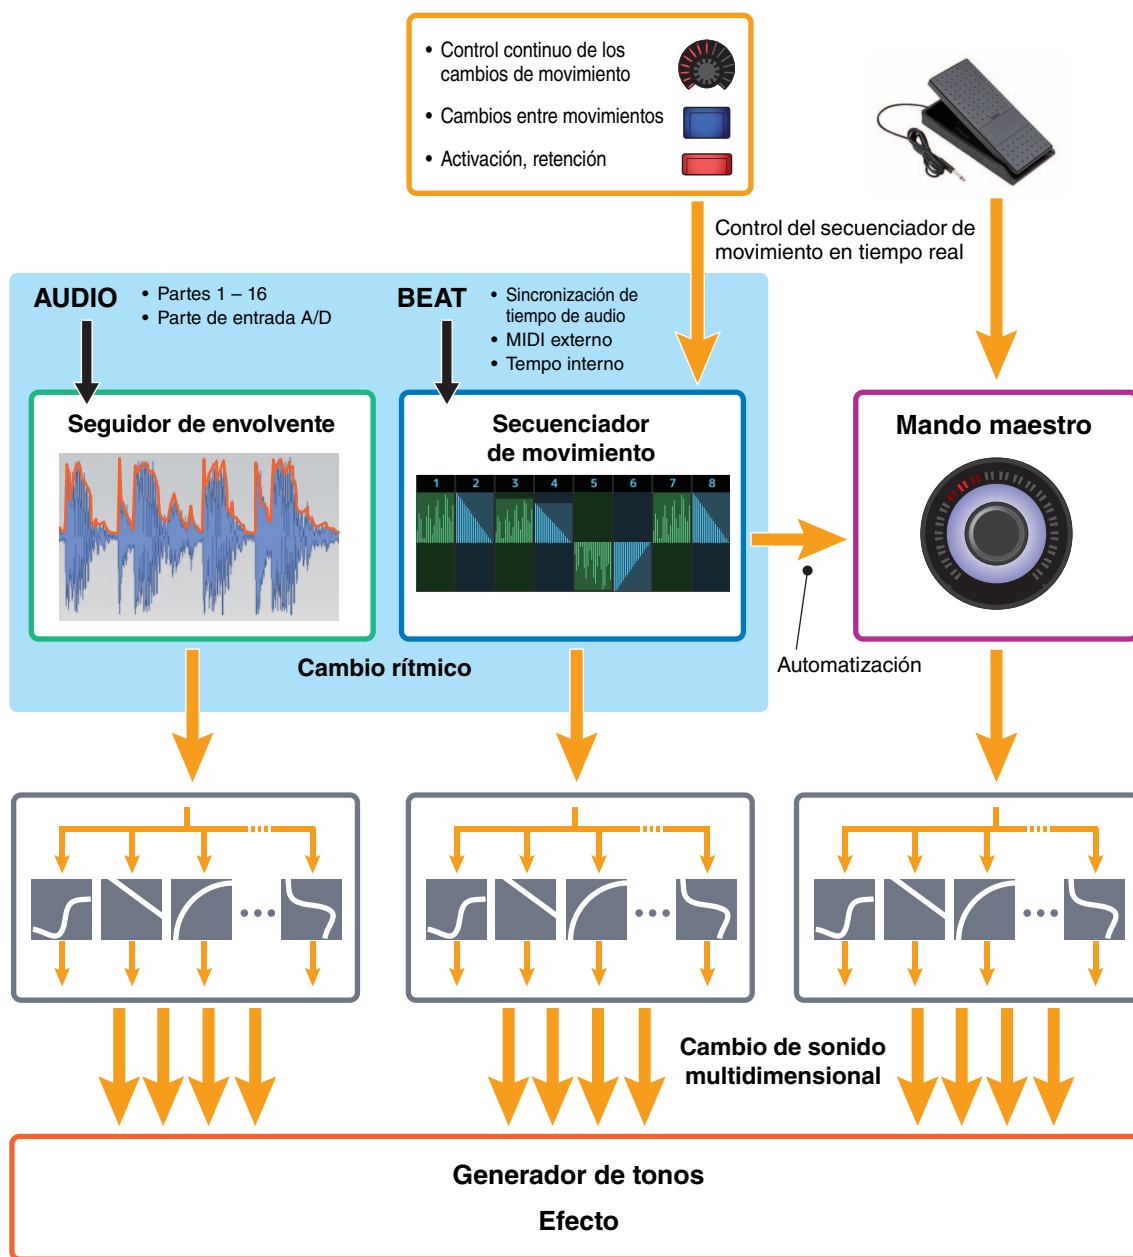 • Control continuo de los
cambios de movimiento
• Cambios entre movimientos
• Activación, retención
Control del secuenciador de
movimiento en tiempo real
AUDIO
• Partes 1 – 16
• Parte de entrada A/D
BEAT
• Sincronización de
tiempo de audio
• MIDI externo
• Tempo interno
Seguidor de envolvente
Secuenciador
de movimiento
1 2 3 4 5 6 7 8
Mando maestro
Cambio rítmico
Automatización
Cambio de sonido
multidimensional
Generador de tonos
Efecto